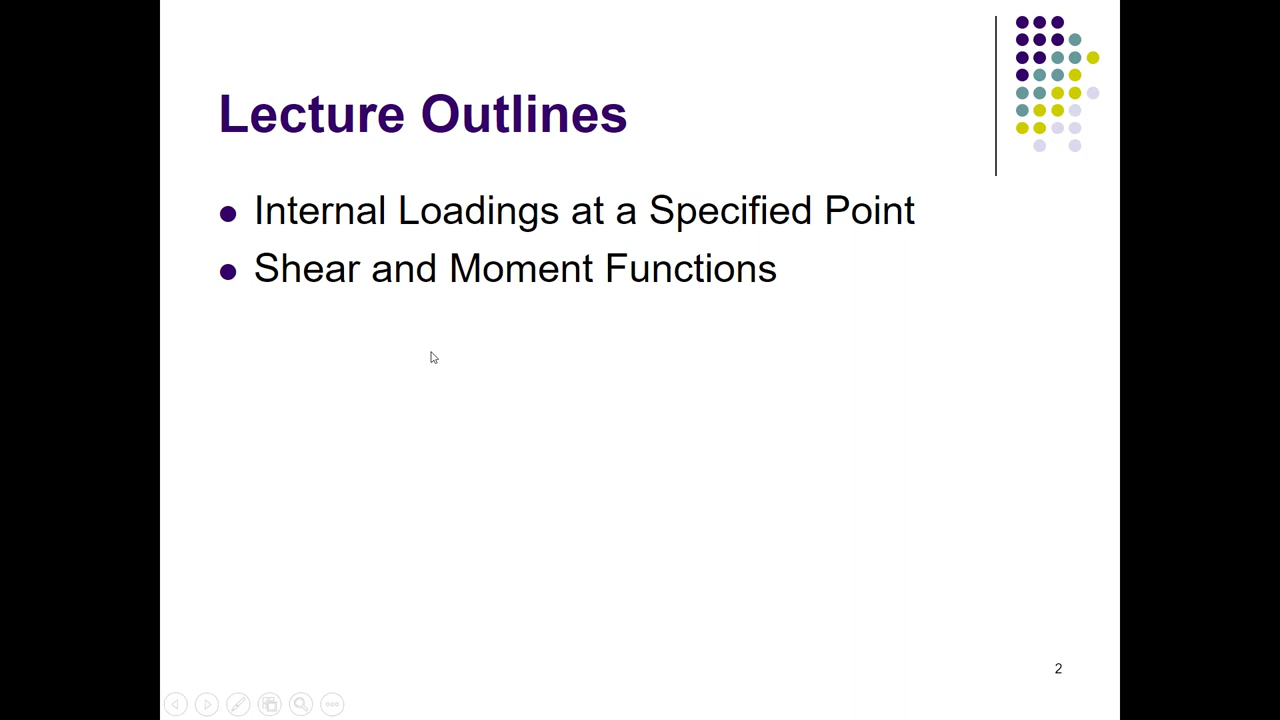 Lecture Outlines
Internal Loadings at a Specified Point
Shear and Moment Functions
2